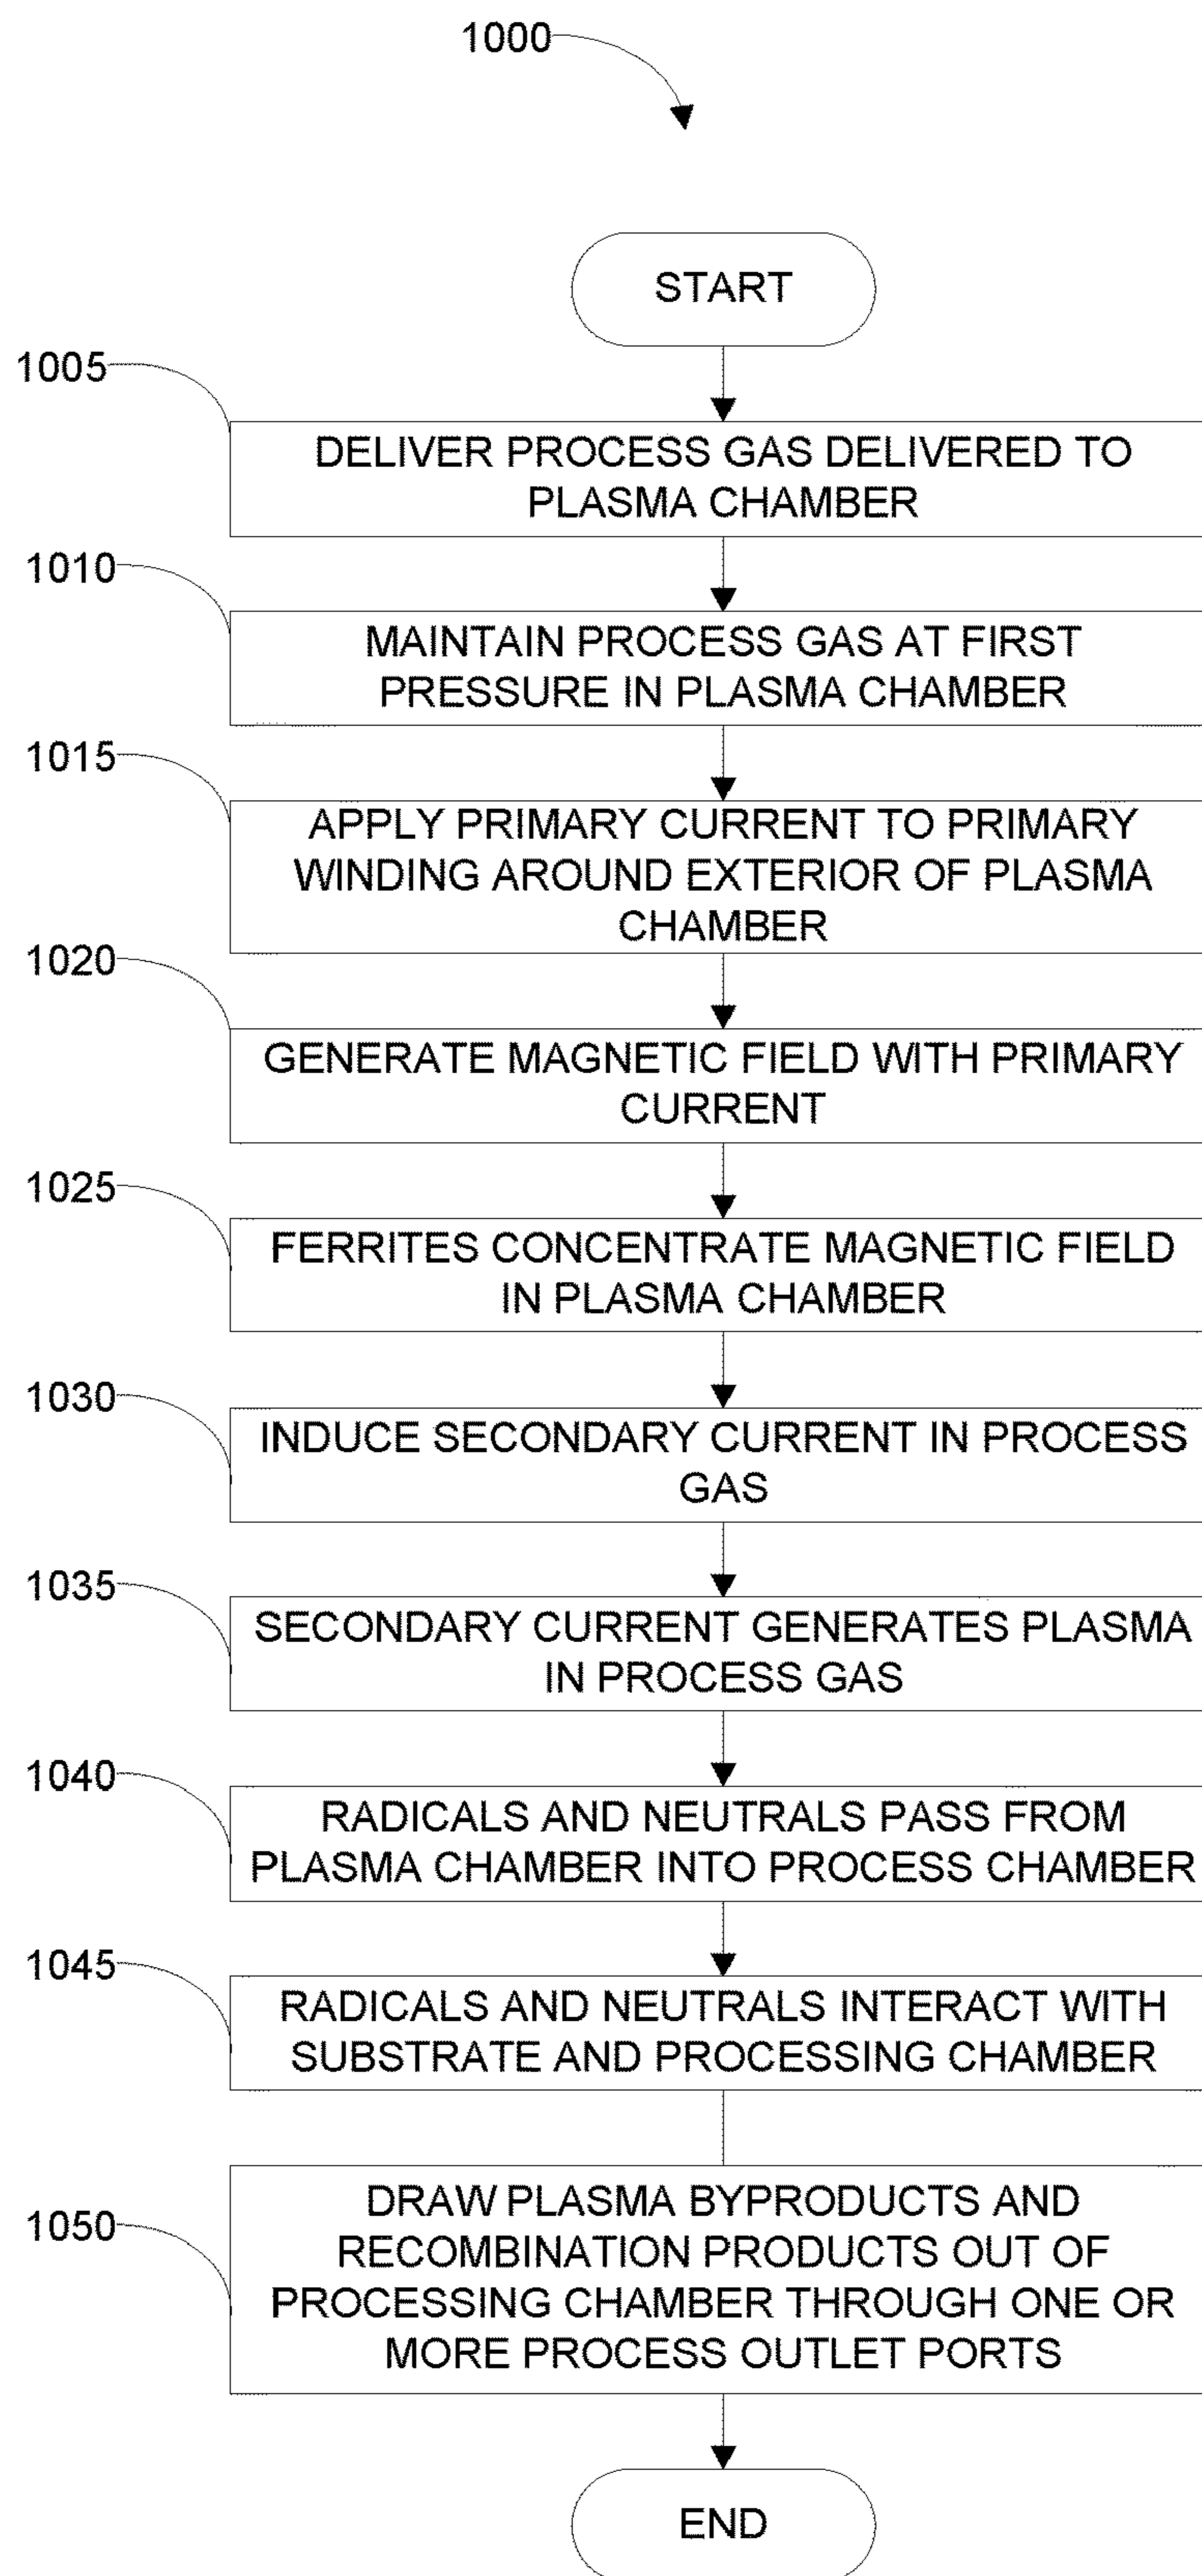 1000
START
1005
DELIVER PROCESS GAS DELIVERED TO
PLASMA CHAMBER
1010
MAINTAIN PROCESS GAS AT FIRST
PRESSURE IN PLASMA CHAMBER
1015
APPLY PRIMARY CURRENT TO PRIMARY
WINDING AROUND EXTERIOR OF PLASMA
CHAMBER
1020
GENERATE MAGNETIC FIELD WITH PRIMARY
CURRENT
1025
FERRITES CONCENTRATE MAGNETIC FIELD
IN PLASMA CHAMBER
1030
INDUCE SECONDARY CURRENT IN PROCESS
GAS
1035
SECONDARY CURRENT GENERATES PLASMA
IN PROCESS GAS
1040
RADICALS AND NEUTRALS PASS FROM
PLASMA CHAMBER INTO PROCESS CHAMBER
1045
RADICALS AND NEUTRALS INTERACT WITH
SUBSTRATE AND PROCESSING CHAMBER
1050
DRAW PLASMA BYPRODUCTS AND
RECOMBINATION PRODUCTS OUT OF
PROCESSING CHAMBER THROUGH ONE OR
MORE PROCESS OUTLET PORTS
END